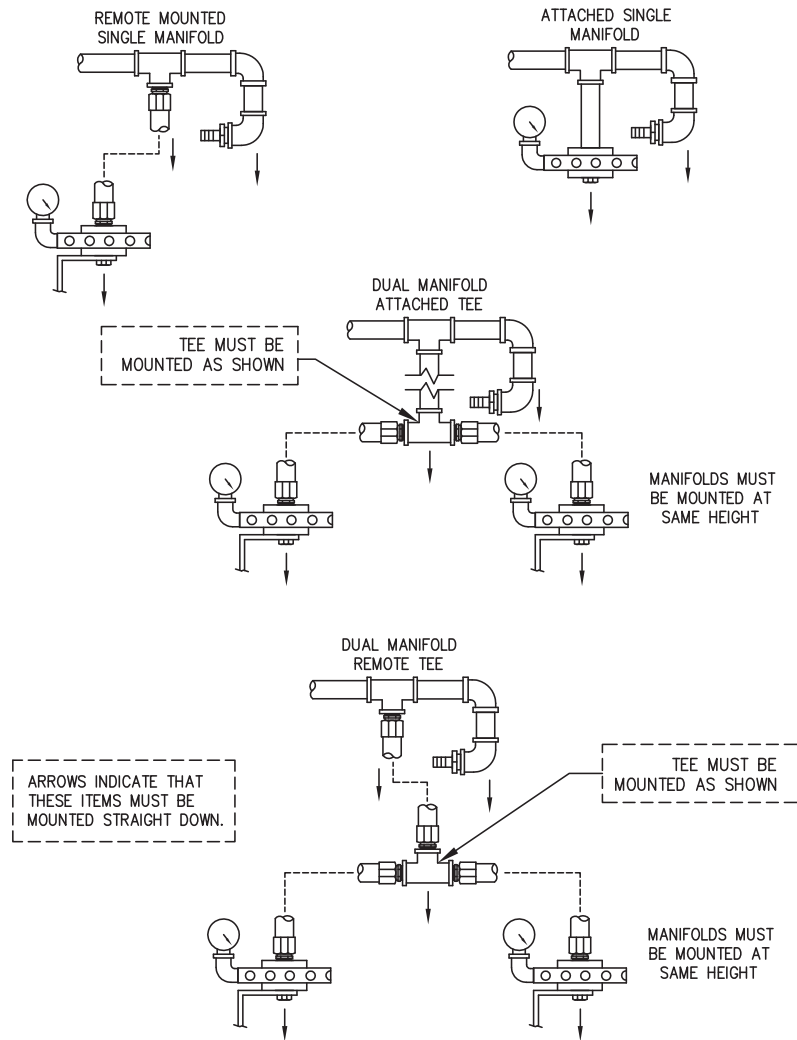 REMOTE MOUNTED
SINGLE MANIFOLD
ATTACHED SINGLE
MANIFOLD
DUAL MANIFOLD
ATTACHED TEE
TEE MUST BE
MOUNTED AS SHOWN
MANIFOLDS MUST
BE MOUNTED AT
SAME HEIGHT
DUAL MANIFOLD
REMOTE TEE
ARROWS INDICATE THAT
THESE ITEMS MUST BE
MOUNTED STRAIGHT DOWN.
TEE MUST BE
MOUNTED AS SHOWN
MANIFOLDS MUST
BE MOUNTED AT
SAME HEIGHT